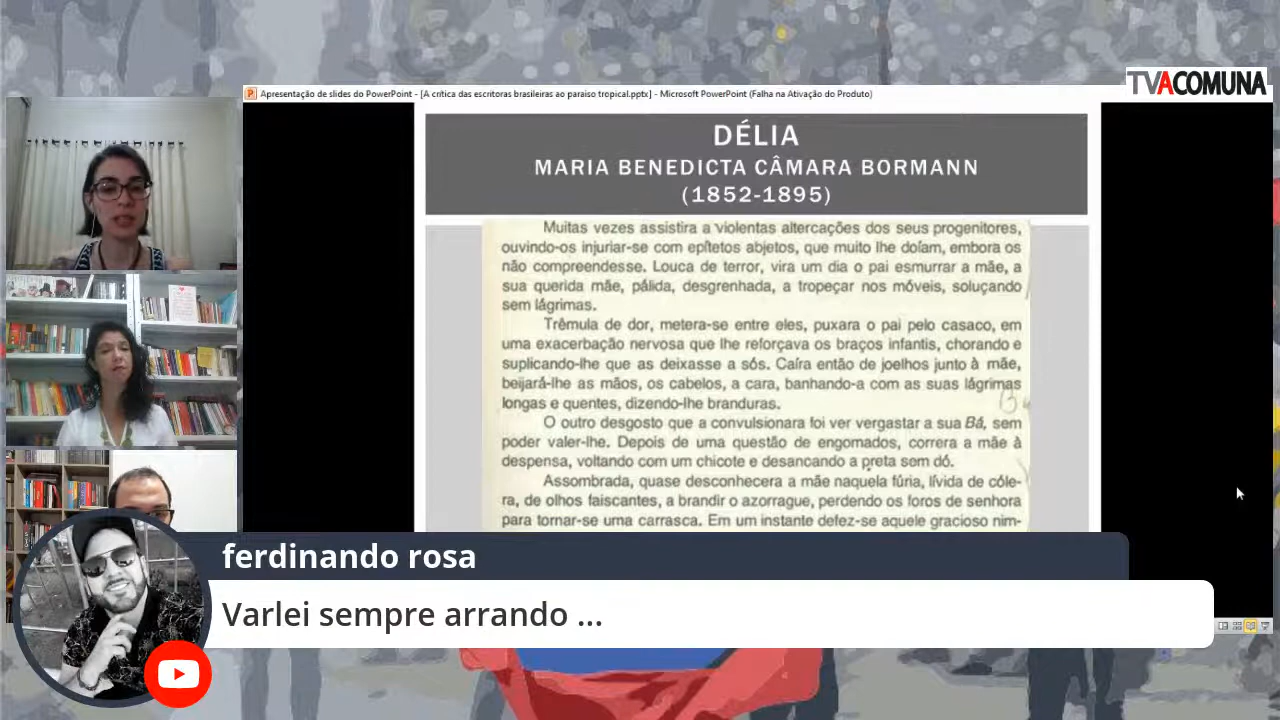 TVACOMUNA
Apresentação de slides do PowerPoint - [A critica das escritoras brasileiras ao paraiso tropical.pptx] - Microsoft PowerPoint (Falha na Ativação do Produto)
DÉLIA
MARIA BENEDICTA CÂMARA BORMANN
(1852-1895)
Muitas vezes assistira a violentas altercações dos seus progenitores,
ouvindo-os injuriar-se com epítetos abjetos, que muito lhe doíam, embora os
não compreendesse. Louca de terror, vira um dia o pai esmurrar a mãe, a
sua querida mãe, pálida, desgrenhada, a tropeçar nos móveis, soluçando
sem lágrimas.
Trêmula de dor, metera-se entre eles, puxara o pai pelo casaco, em
uma exacerbação nervosa que lhe reforçava os braços infantis, chorando e
suplicando-lhe que as deixasse a sós. Caíra então de joelhos junto à mãe,
beijará-lhe as mãos, os cabelos, a cara, banhando-a com as suas lágrimas
longas e quentes, dizendo-lhe branduras.
O outro desgosto que a convulsionara foi ver vergastar a sua Bá, sem
poder valer-lhe. Depois de uma questão de engomados, correra a mãe à
despensa, voltando com um chicote e desancando a preta sem dó.
Assombrada, quase desconhecera a mãe naquela fúria, lívida de cóle-
ra, de olhos faiscantes, a brandir o azorrague, perdendo os foros de senhora
para tornar-se uma carrasca. Em um instante defez-se aquele gracioso nim-
ferdinando rosa
Varlei sempre arrando ...